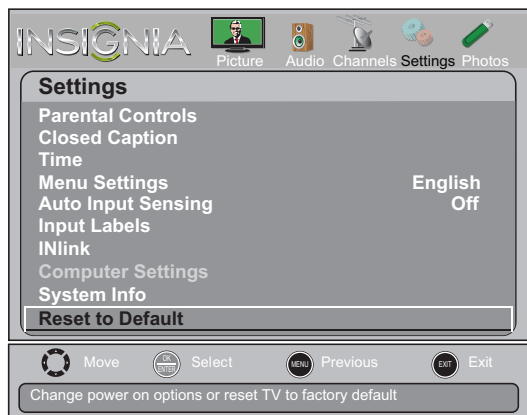 INSIGNIA
Picture Audio Channels Settings Photos
Settings
Parental Controls
Closed Caption
Time
Menu Settings English
Auto Input Sensing Off
Input Labels
INlink
Computer Settings
System Info
Reset to Default
Move OK ENTER Select MENU Previous EXIT Exit
Change power on options or reset TV to factory default